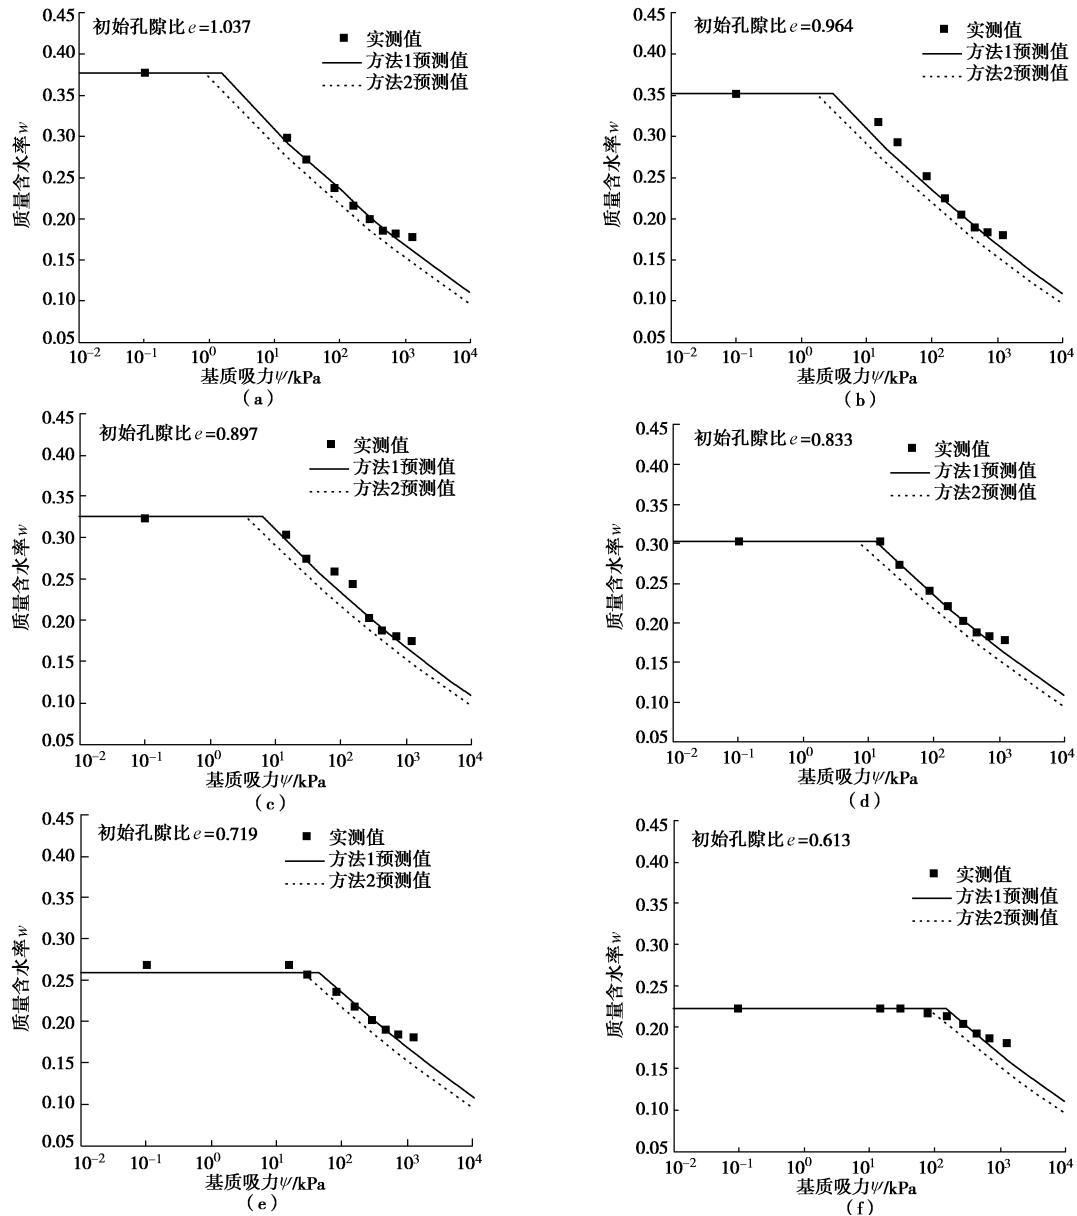 初始孔隙比e=1.037
实测值
方法1预测值
方法2预测值
质量含水率w
0.45
0.40
0.35
0.30
0.25
0.20
0.15
0.10
0.05
10⁻² 10⁻¹ 10⁰ 10¹ 10² 10³ 10⁴
基质吸力ψ/kPa
(a)
初始孔隙比e=0.964
实测值
方法1预测值
方法2预测值
质量含水率w
0.45
0.40
0.35
0.30
0.25
0.20
0.15
0.10
0.05
10⁻² 10⁻¹ 10⁰ 10¹ 10² 10³ 10⁴
基质吸力ψ/kPa
(b)
初始孔隙比e=0.897
实测值
方法1预测值
方法2预测值
质量含水率w
0.45
0.40
0.35
0.30
0.25
0.20
0.15
0.10
0.05
10⁻² 10⁻¹ 10⁰ 10¹ 10² 10³ 10⁴
基质吸力ψ/kPa
(c)
初始孔隙比e=0.833
实测值
方法1预测值
方法2预测值
质量含水率w
0.45
0.40
0.35
0.30
0.25
0.20
0.15
0.10
0.05
10⁻² 10⁻¹ 10⁰ 10¹ 10² 10³ 10⁴
基质吸力ψ/kPa
(d)
初始孔隙比e=0.719
实测值
方法1预测值
方法2预测值
质量含水率w
0.45
0.40
0.35
0.30
0.25
0.20
0.15
0.10
0.05
10⁻² 10⁻¹ 10⁰ 10¹ 10² 10³ 10⁴
基质吸力ψ/kPa
(e)
初始孔隙比e=0.613
实测值
方法1预测值
方法2预测值
质量含水率w
0.45
0.40
0.35
0.30
0.25
0.20
0.15
0.10
0.05
10⁻² 10⁻¹ 10⁰ 10¹ 10² 10³ 10⁴
基质吸力ψ/kPa
(f)